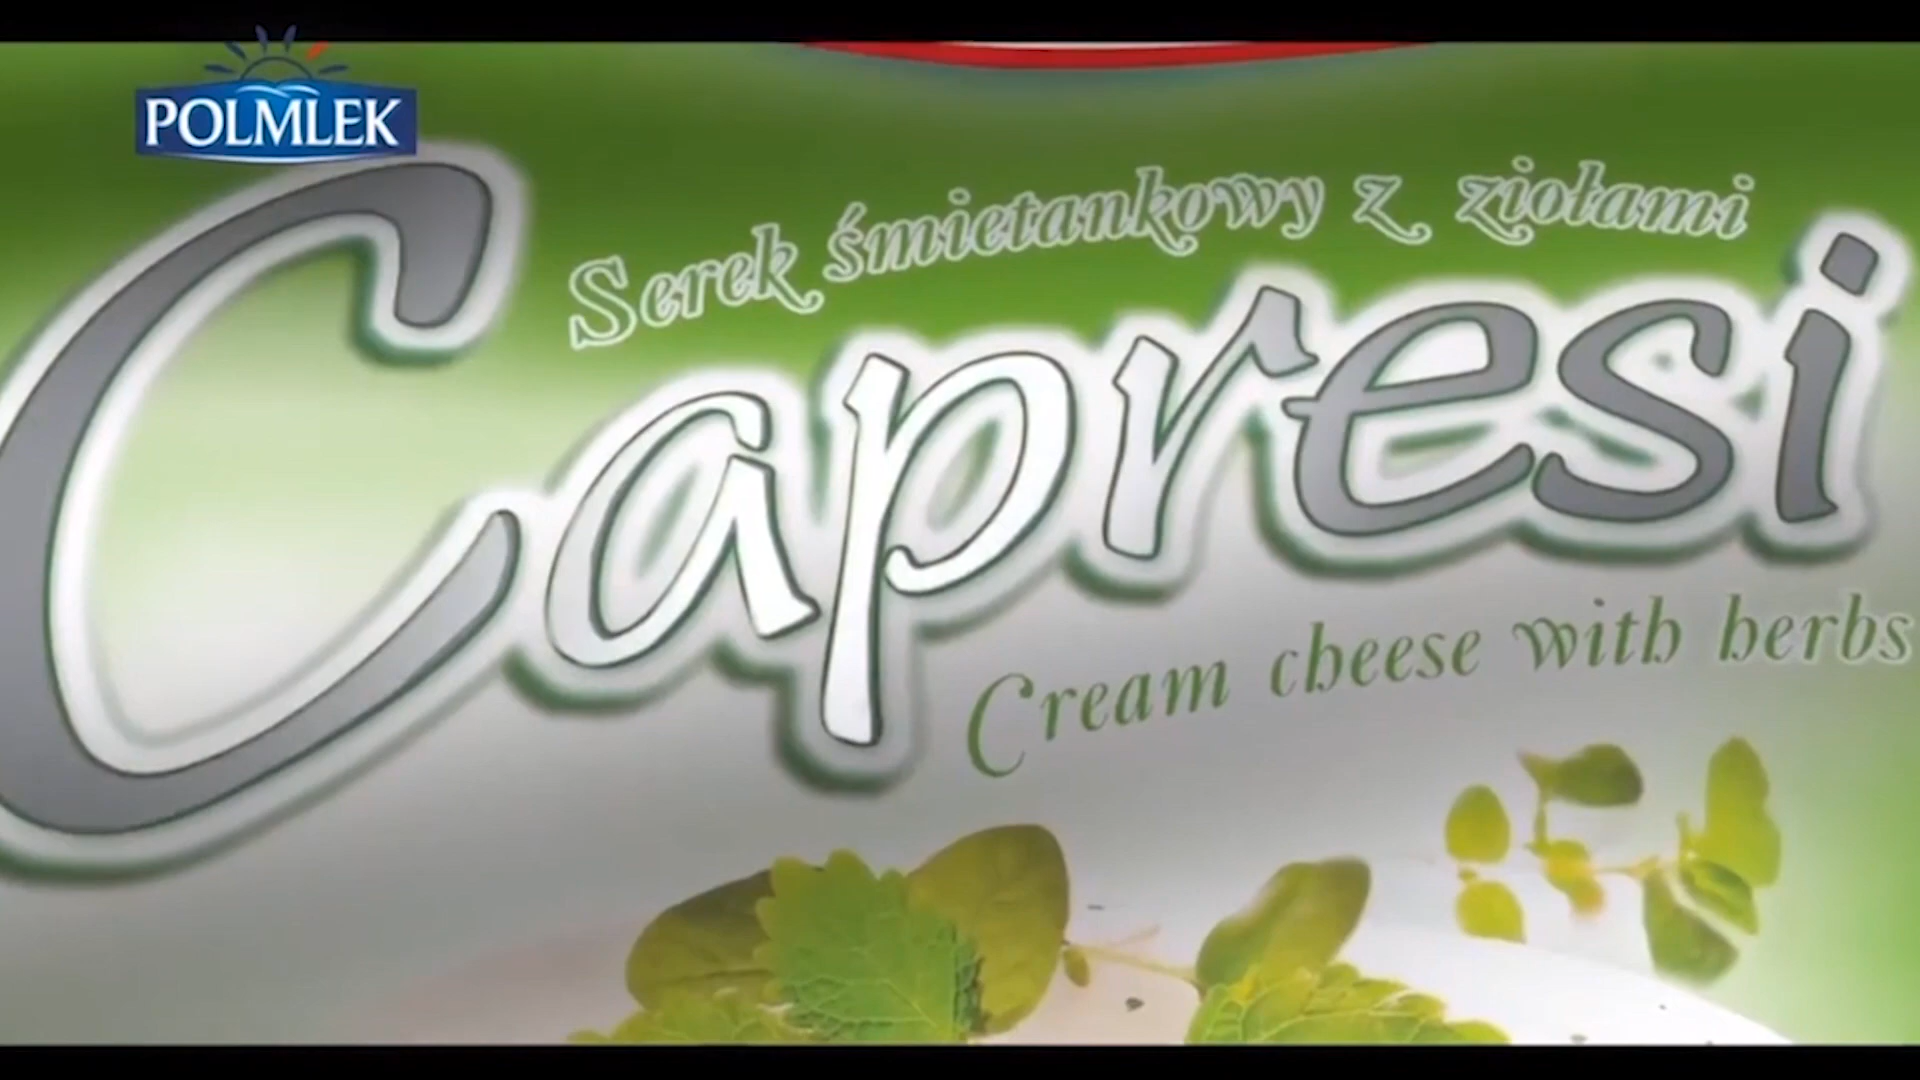 POLMLEK
Serek śmietankowy z ziołami
Capresi
Cream cheese with herbs